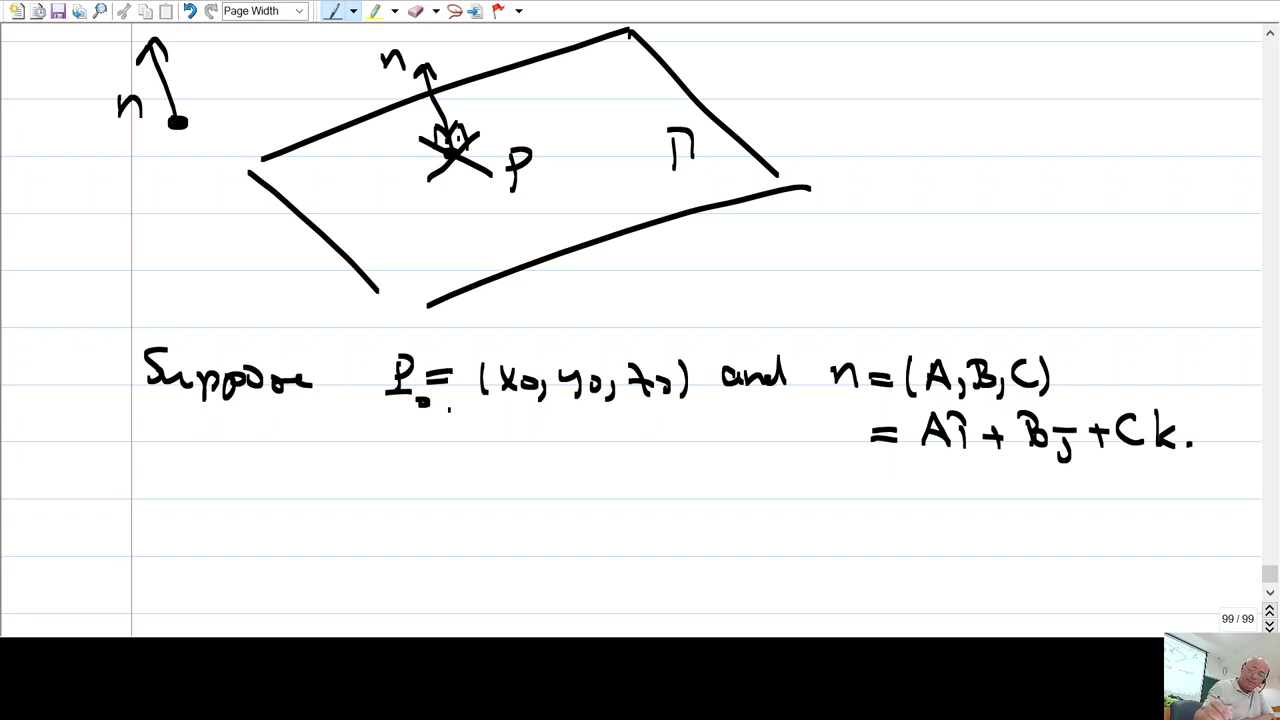 Page Width
n
n
P
Π
Suppose P₀ = (x₀, y₀, z₀) and n = (A, B, C)
= Ai + Bj + Ck.
99 / 99